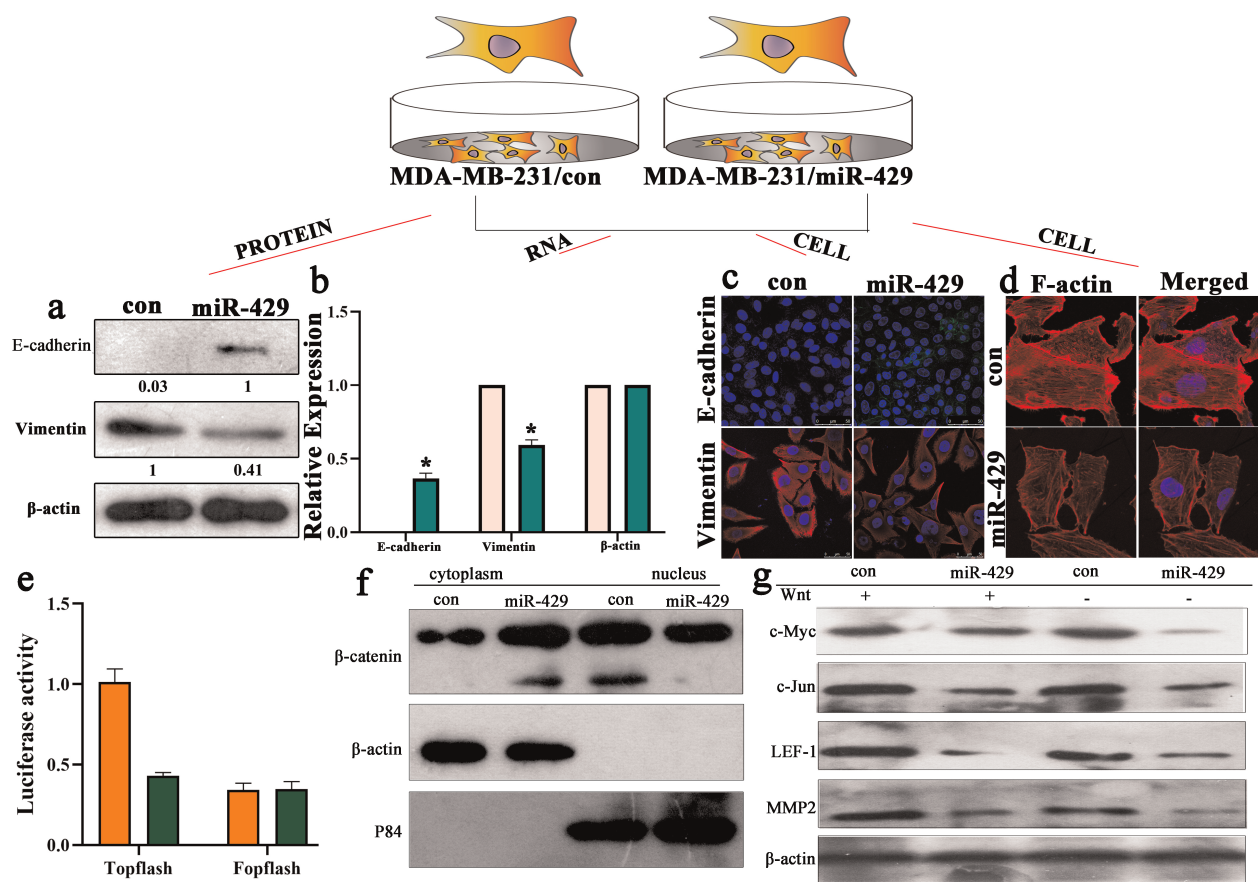 MDA-MB-231/con MDA-MB-231/miR-429
PROTEIN
RNA
CELL
CELL
a
con miR-429
E-cadherin
0.03 1
Vimentin
1 0.41
β-actin
b
Relative Expression
1.5
1.0
0.5
0.0
*
*
E-cadherin Vimentin β-actin
c
con miR-429
E-cadherin
Vimentin
d
F-actin Merged
con
miR-429
e
Luciferase activity
1.5
1.0
0.5
0.0
Topflash Fopflash
f
cytoplasm nucleus
con miR-429 con miR-429
β-catenin
β-actin
P84
g
con miR-429 con miR-429
Wnt + + - -
c-Myc
c-Jun
LEF-1
MMP2
β-actin